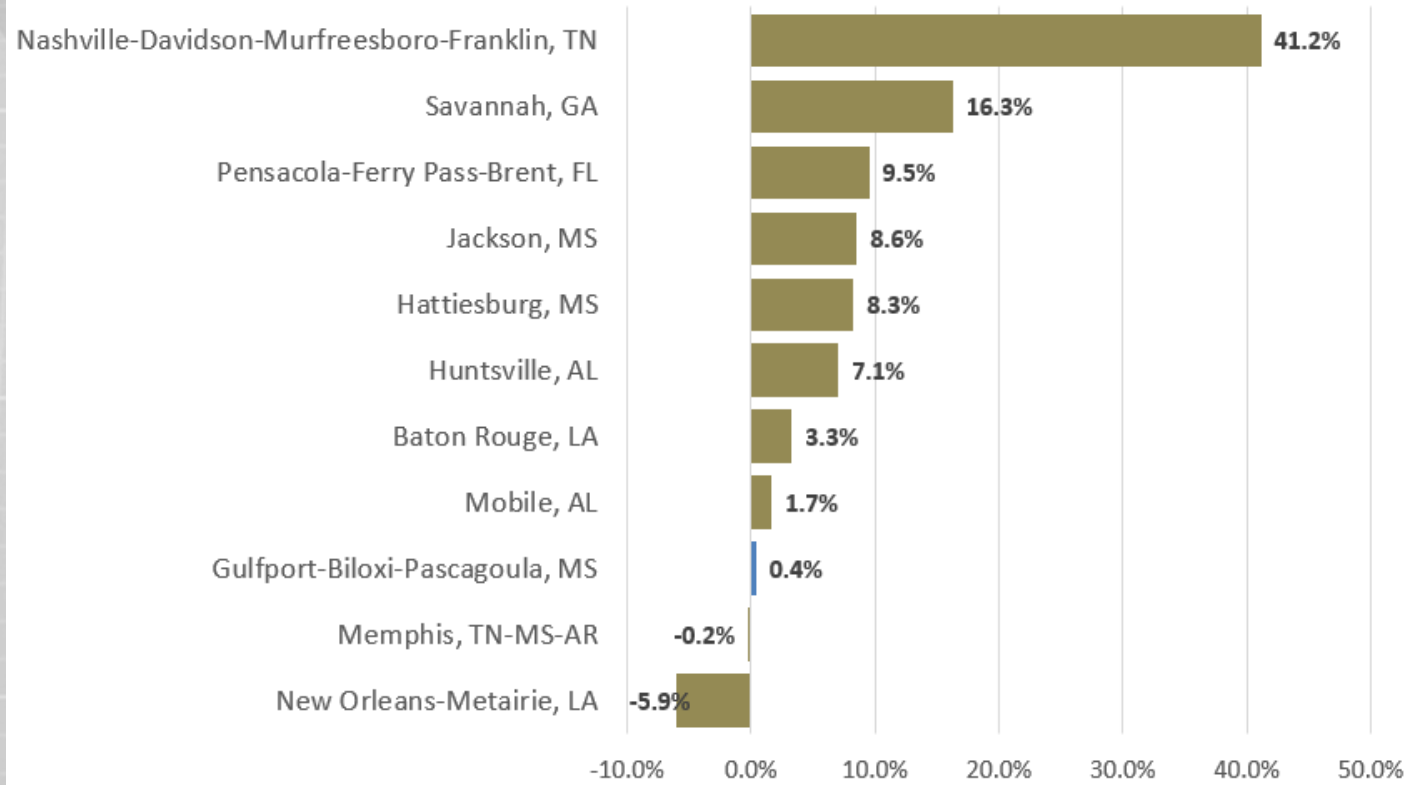 Nashville-Davidson-Murfreesboro-Franklin, TN 41.2%
Savannah, GA 16.3%
Pensacola-Ferry Pass-Brent, FL 9.5%
Jackson, MS 8.6%
Hattiesburg, MS 8.3%
Huntsville, AL 7.1%
Baton Rouge, LA 3.3%
Mobile, AL 1.7%
Gulfport-Biloxi-Pascagoula, MS 0.4%
Memphis, TN-MS-AR -0.2%
New Orleans-Metairie, LA -5.9%
-10.0% 0.0% 10.0% 20.0% 30.0% 40.0% 50.0%